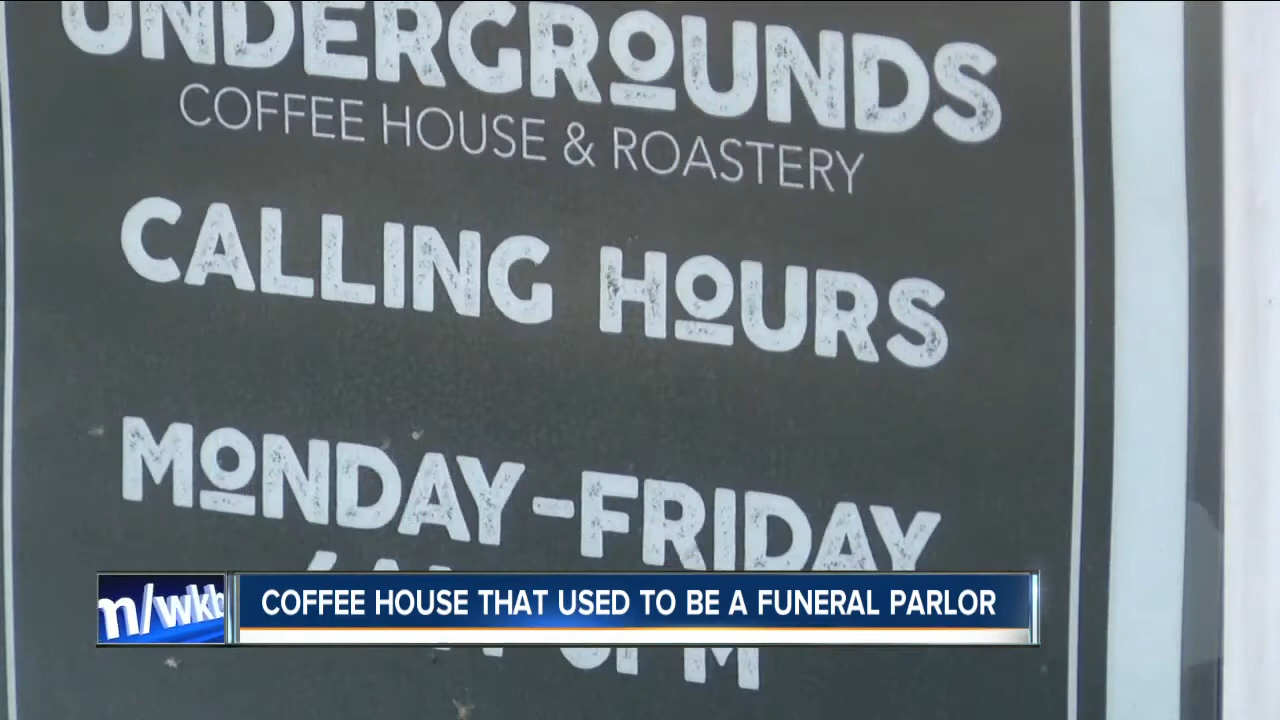 UNDERGROUNDS
COFFEE HOUSE & ROASTERY
CALLING HOURS
MONDAY-FRIDAY
n/wkb
COFFEE HOUSE THAT USED TO BE A FUNERAL PARLOR